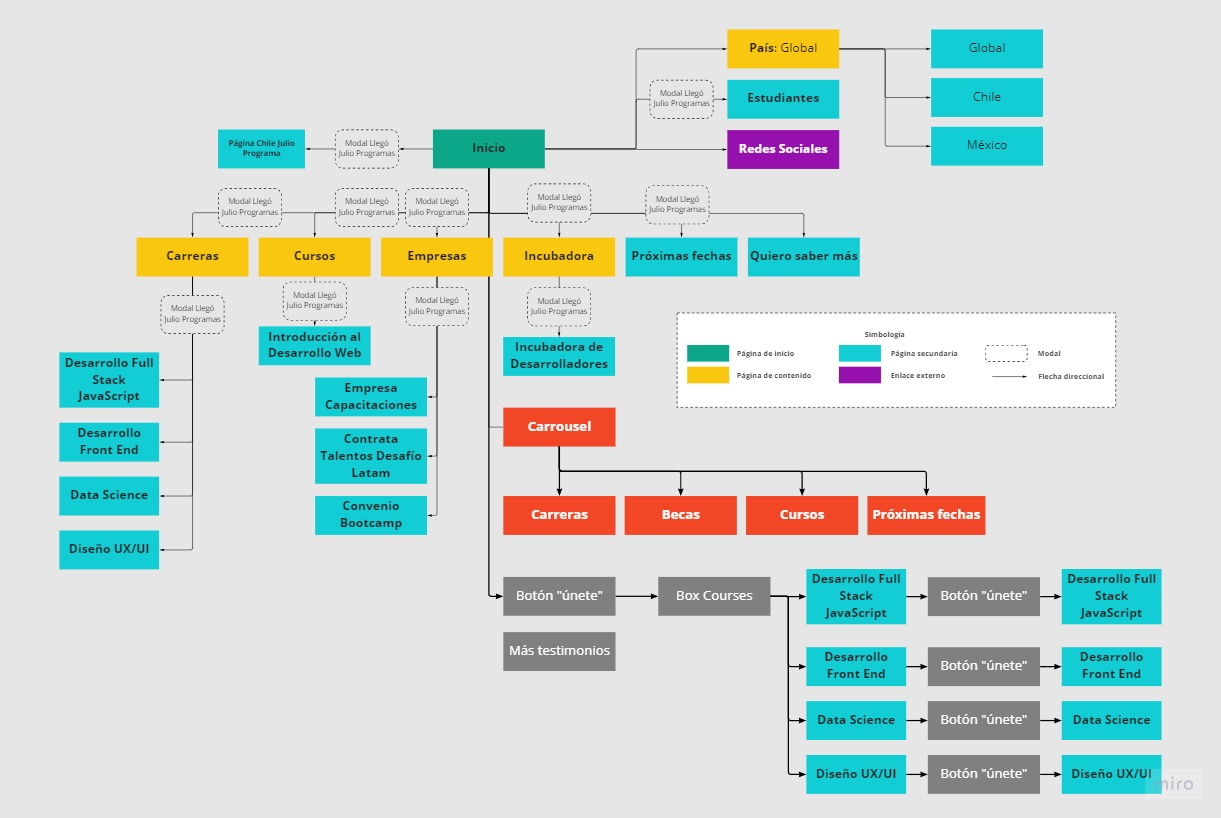 País: Global
Global
Modal Llegó
Julio Programas
Estudiantes
Chile
Página Chile Julio
Programa
Modal Llegó
Julio Programas
Inicio
Redes Sociales
México
Modal Llegó
Julio Programas
Modal Llegó
Julio Programas
Modal Llegó
Julio Programas
Modal Llegó
Julio Programas
Modal Llegó
Julio Programas
Carreras
Cursos
Empresas
Incubadora
Próximas fechas
Quiero saber más
Modal Llegó
Julio Programas
Modal Llegó
Julio Programas
Modal Llegó
Julio Programas
Modal Llegó
Julio Programas
Introducción al
Desarrollo Web
Incubadora de
Desarrolladores
Simbología
Página de inicio
Página secundaria
Modal
Página de contenido
Enlace externo
Flecha direccional
Desarrollo Full
Stack
JavaScript
Desarrollo
Front End
Data Science
Diseño UX/UI
Empresa
Capacitaciones
Contrata
Talentos Desafío
Latam
Convenio
Bootcamp
Carrousel
Carreras
Becas
Cursos
Próximas fechas
Botón "únete"
Box Courses
Desarrollo Full
Stack
JavaScript
Botón "únete"
Desarrollo Full
Stack
JavaScript
Más testimonios
Desarrollo
Front End
Botón "únete"
Desarrollo
Front End
Data Science
Botón "únete"
Data Science
Diseño UX/UI
Botón "únete"
Diseño UX/UI
miro